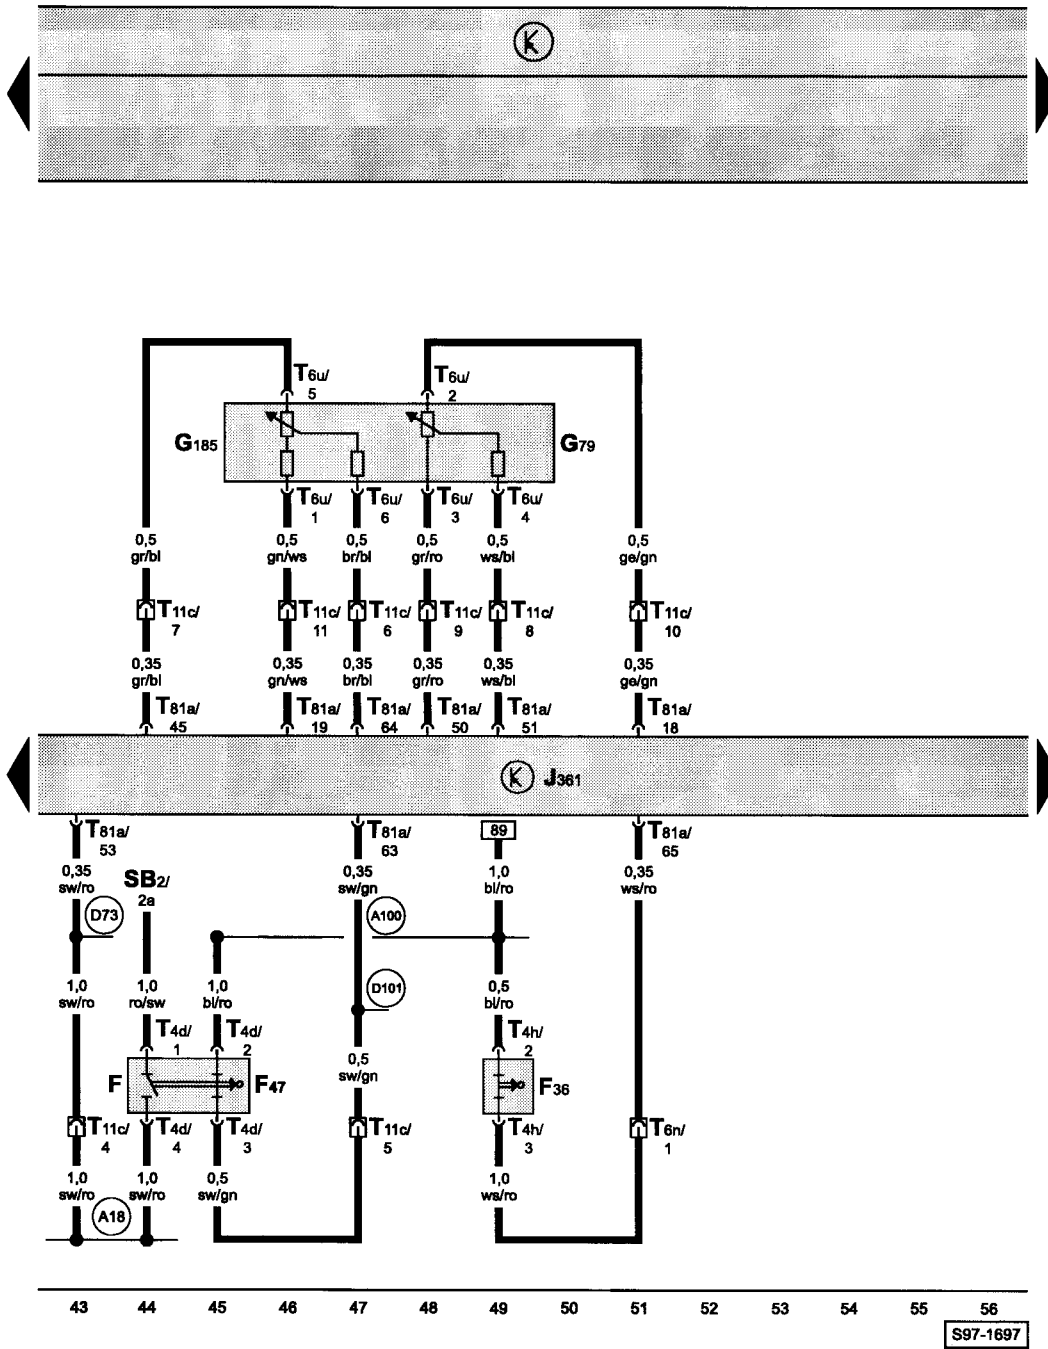 K
T6u/ T6u/
5 2
G185 G79
T6u/ T6u/ T6u/ T6u/
1 6 3 4
0,5 0,5 0,5 0,5 0,5 0,5
gr/bl gn/ws br/bl gr/ro ws/bl ge/gn
T11c/ T11c/ T11c/ T11c/ T11c/ T11c/
7 11 6 9 8 10
0,35 0,35 0,35 0,35 0,35 0,35
gr/bl gn/ws br/bl gr/ro ws/bl ge/gn
T81a/ T81a/ T81a/ T81a/ T81a/ T81a/
45 19 64 50 51 18
K J361
T81a/ T81a/ 89 T81a/
53 63 65
0,35 0,35 1,0 0,35
sw/ro sw/gn bl/ro ws/ro
SB2/
2a
D73 A100
1,0 1,0 1,0 D101 0,5
sw/ro ro/sw bl/ro bl/ro
T4d/ T4d/ T4h/
1 2 2
0,5
sw/gn
F F47 F36
T11c/ T4d/ T4d/ T11c/ T4h/ T6n/
4 4 3 5 3 1
1,0 1,0 0,5 1,0
sw/ro sw/ro sw/gn ws/ro
A18
43 44 45 46 47 48 49 50 51 52 53 54 55 56
S97-1697